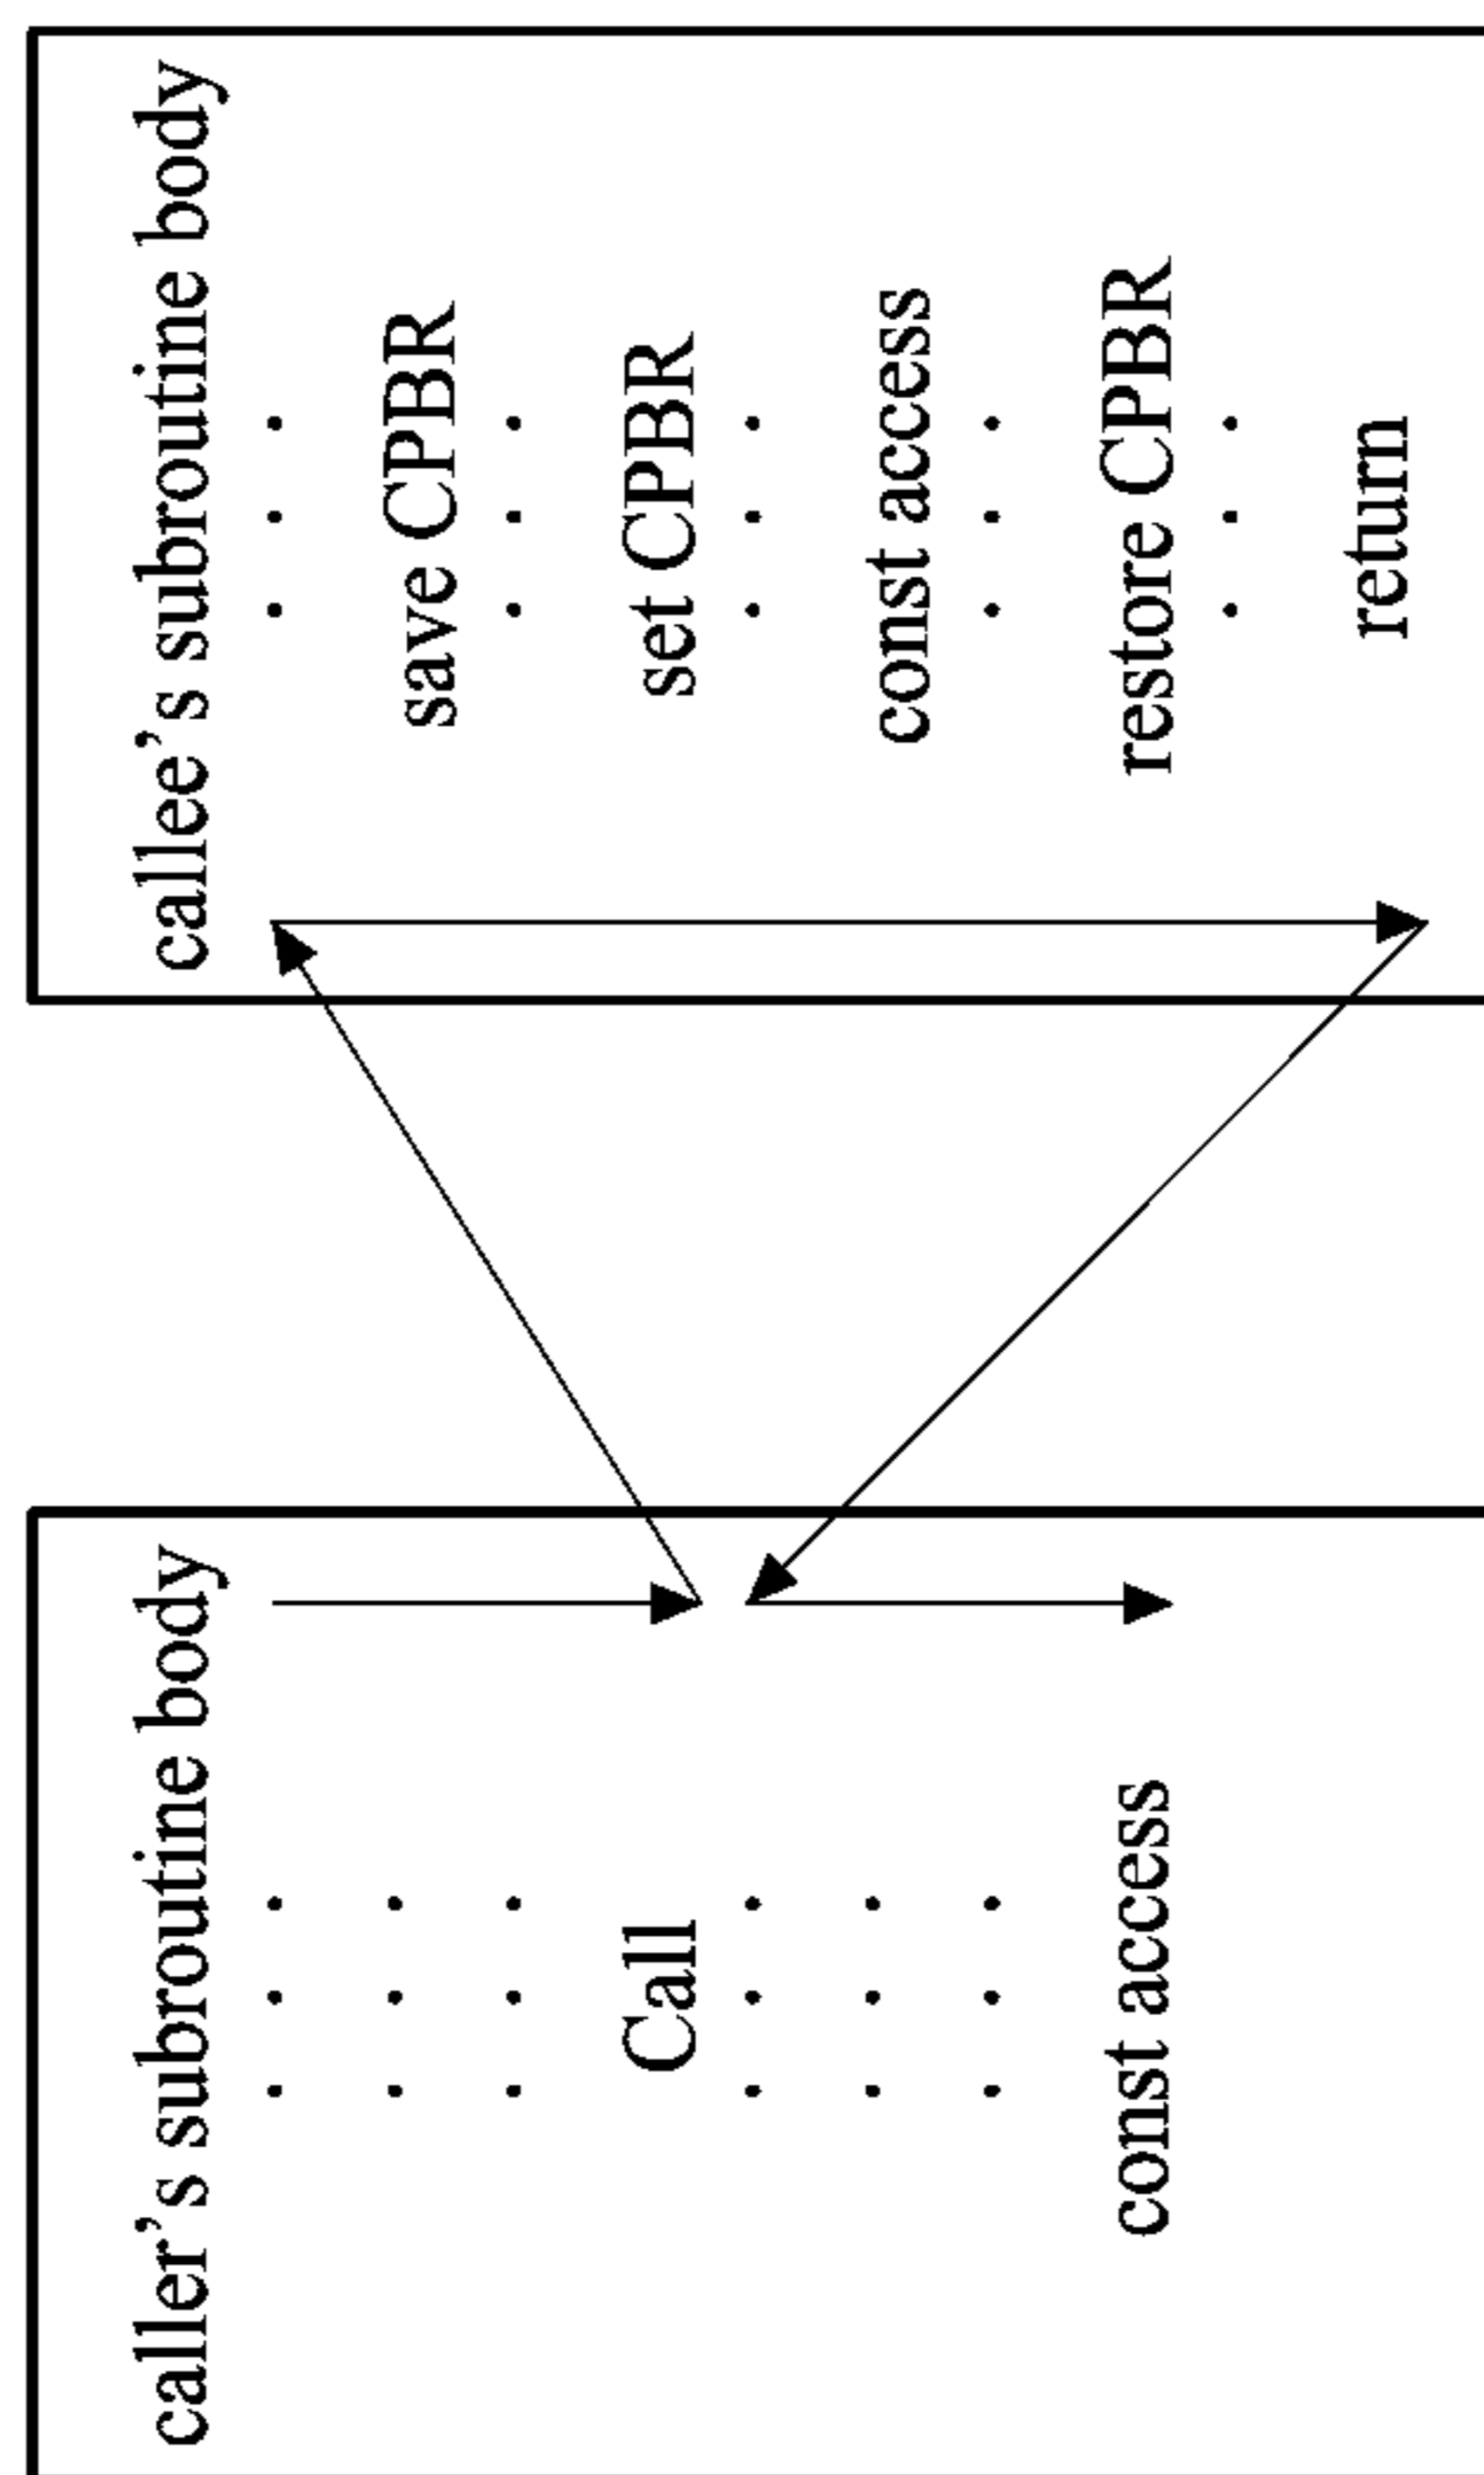 caller's subroutine body
. . .
. . .
. . .
Call
. . .
. . .
. . .
const access
callee's subroutine body
. . .
save CPBR
. . .
set CPBR
. . .
const access
. . .
restore CPBR
. . .
return